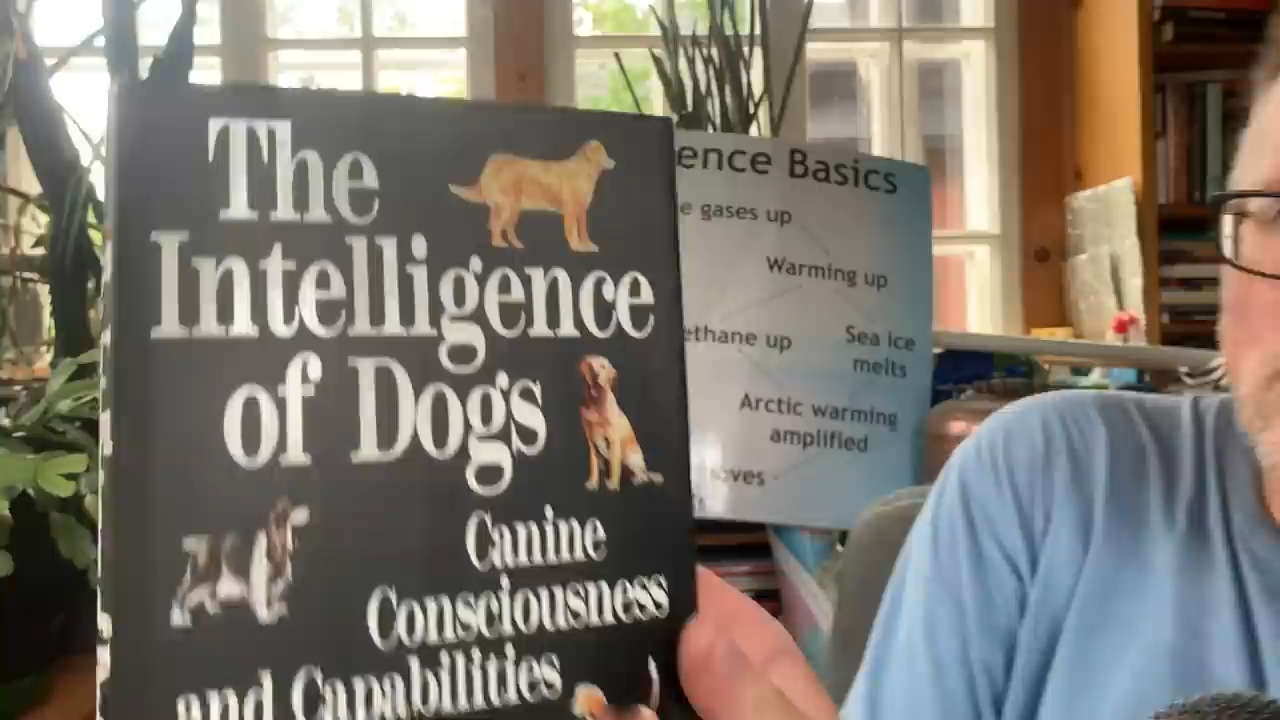 The
Intelligence
of Dogs
Canine
Consciousness
and Capabilities
ence Basics
e gases up
Warming up
ethane up
Sea ice
melts
Arctic warming
amplified